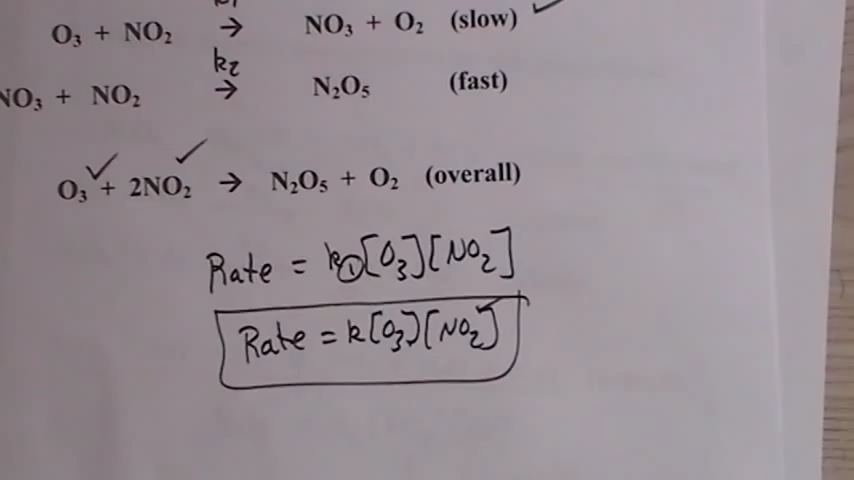 O₃ + NO₂ → NO₃ + O₂ (slow) ✓
k₂
NO₃ + NO₂ → N₂O₅ (fast)
O₃ + 2NO₂ → N₂O₅ + O₂ (overall)
Rate = k①[O₃][NO₂]
Rate = k[O₃][NO₂]